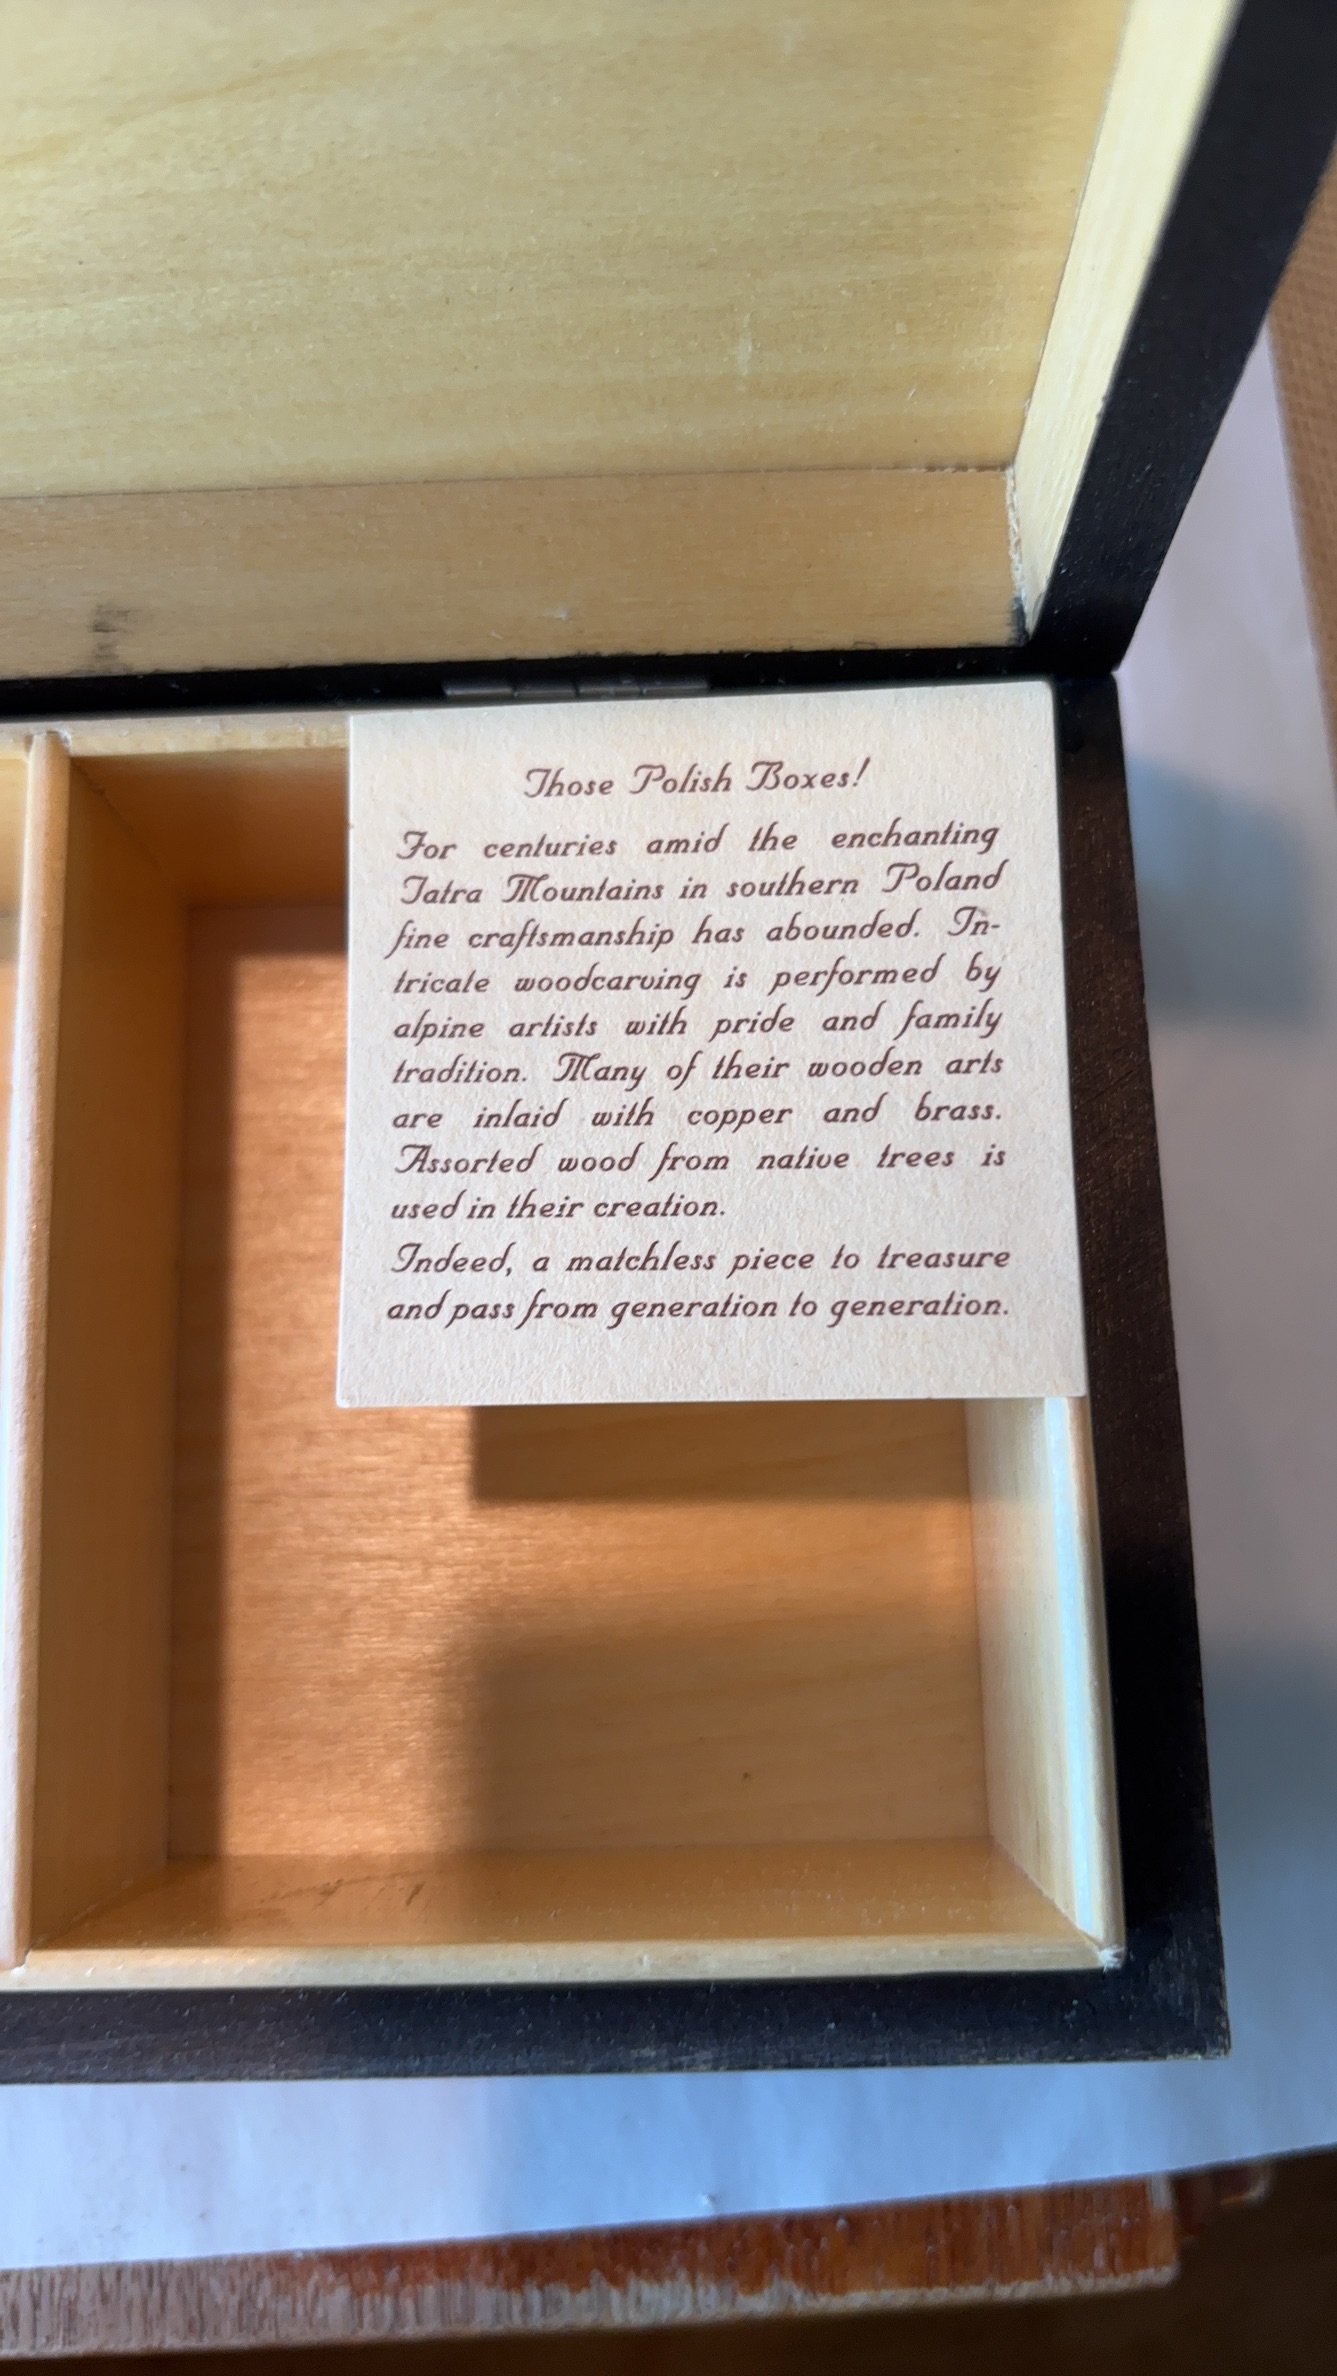 Those Polish Boxes!
For centuries amid the enchanting
Tatra Mountains in southern Poland
fine craftsmanship has abounded. In-
tricate woodcarving is performed by
alpine artists with pride and family
tradition. Many of their wooden arts
are inlaid with copper and brass.
Assorted wood from native trees is
used in their creation.
Indeed, a matchless piece to treasure
and pass from generation to generation.